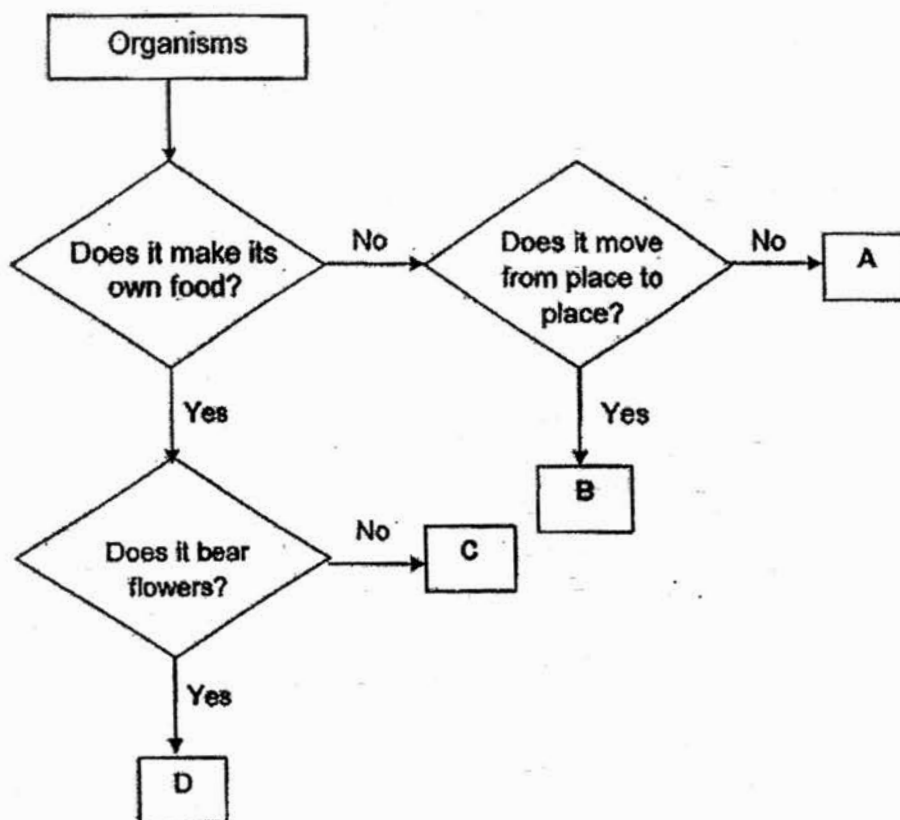 Organisms
Does it make its
own food?
No
Does it move
from place to
place?
No
A
Yes
Yes
B
Does it bear
flowers?
No
C
Yes
D